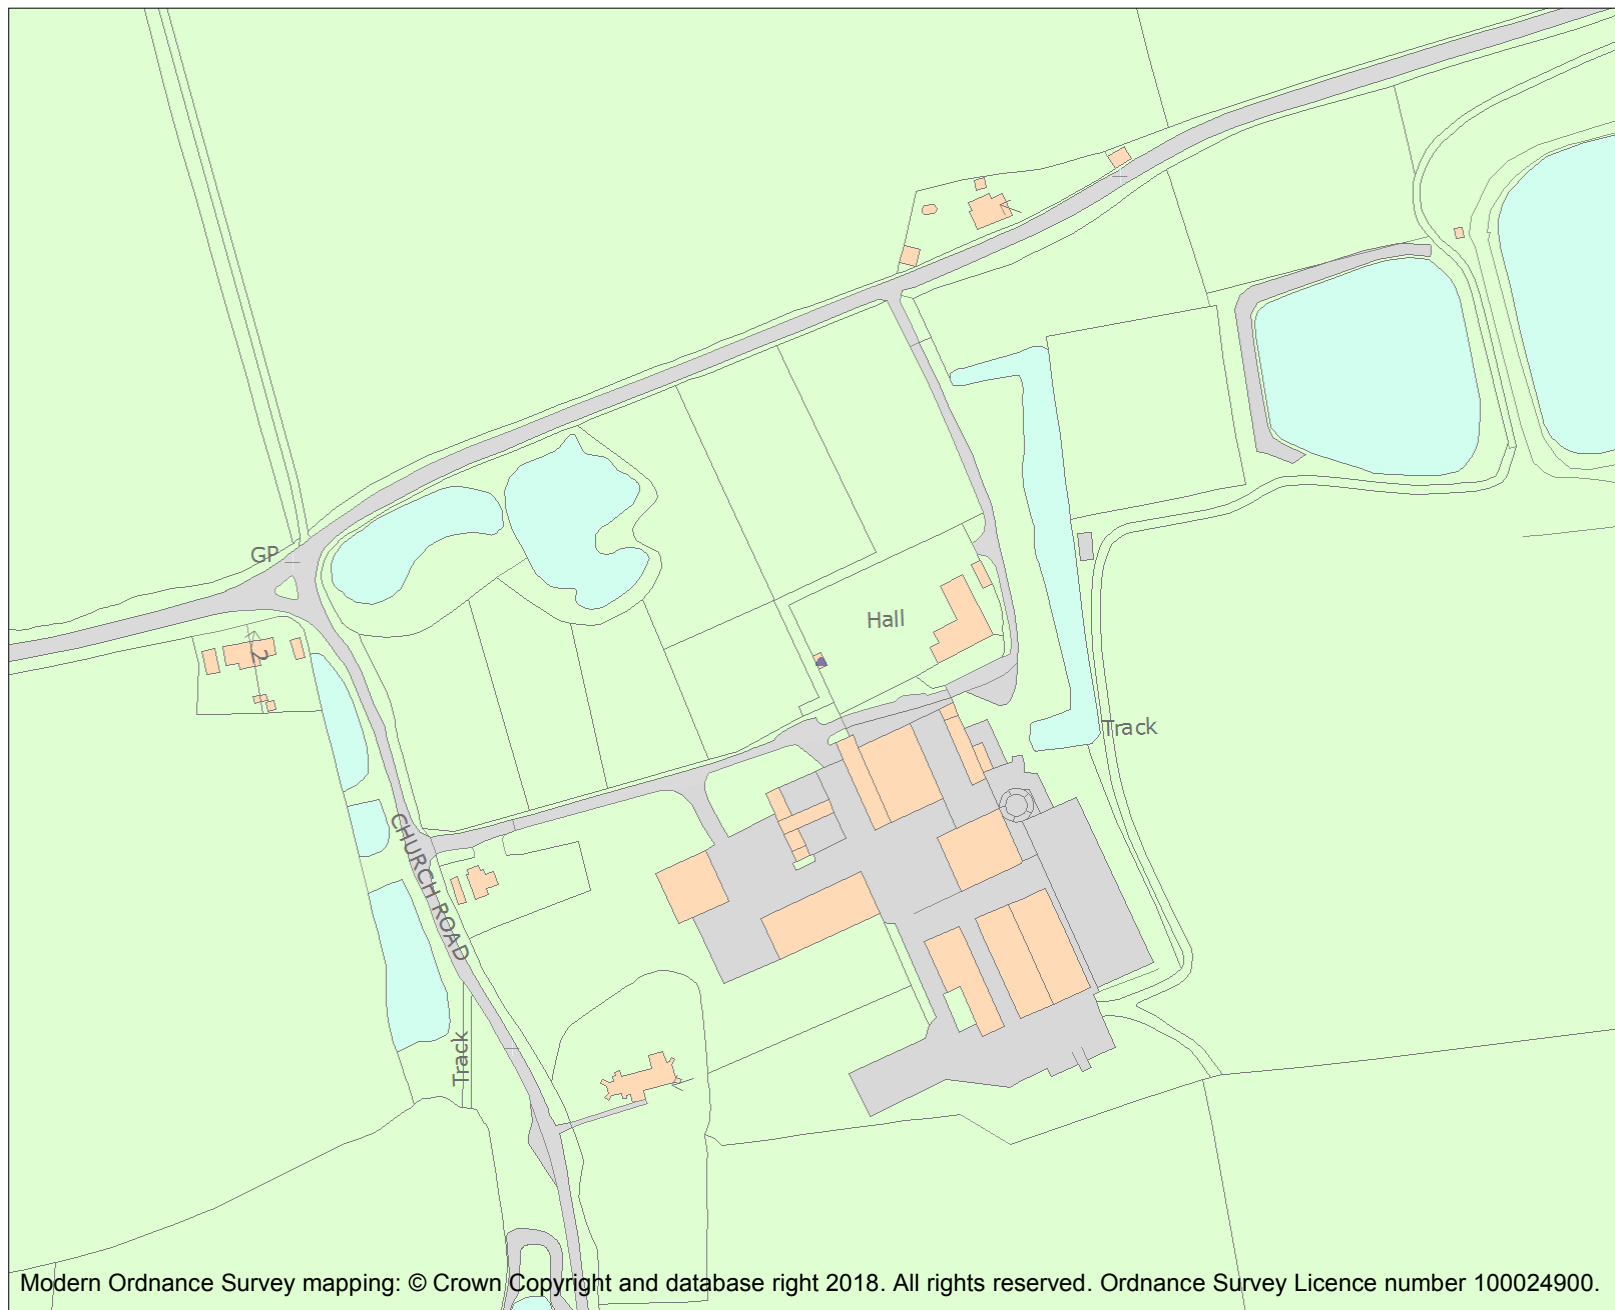 GP
Hall
2
Track
CHURCH ROAD
Track
Modern Ordnance Survey mapping: © Crown Copyright and database right 2018. All rights reserved. Ordnance Survey Licence number 100024900.